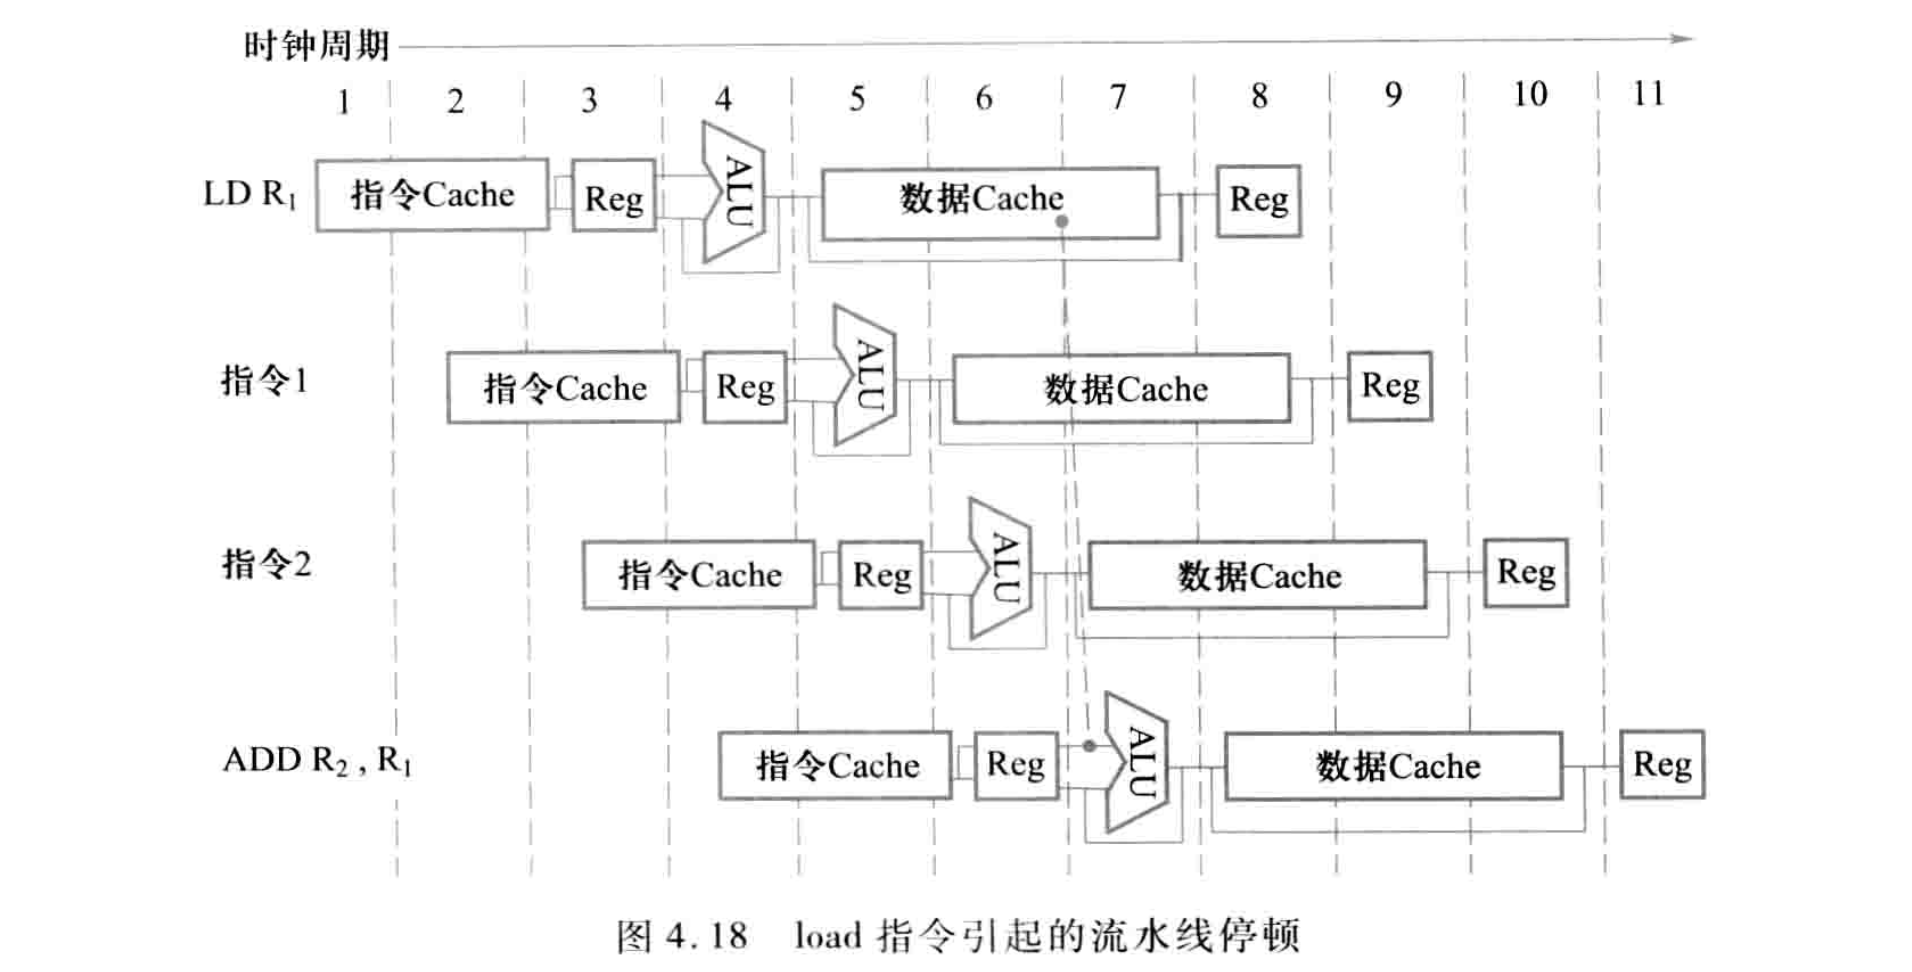 时钟周期
1 2 3 4 5 6 7 8 9 10 11
LD R₁ 指令Cache Reg ALU 数据Cache Reg
指令1 指令Cache Reg ALU 数据Cache Reg
指令2 指令Cache Reg ALU 数据Cache Reg
ADD R₂ , R₁ 指令Cache Reg ALU 数据Cache Reg
图 4.18 load 指令引起的流水线停顿